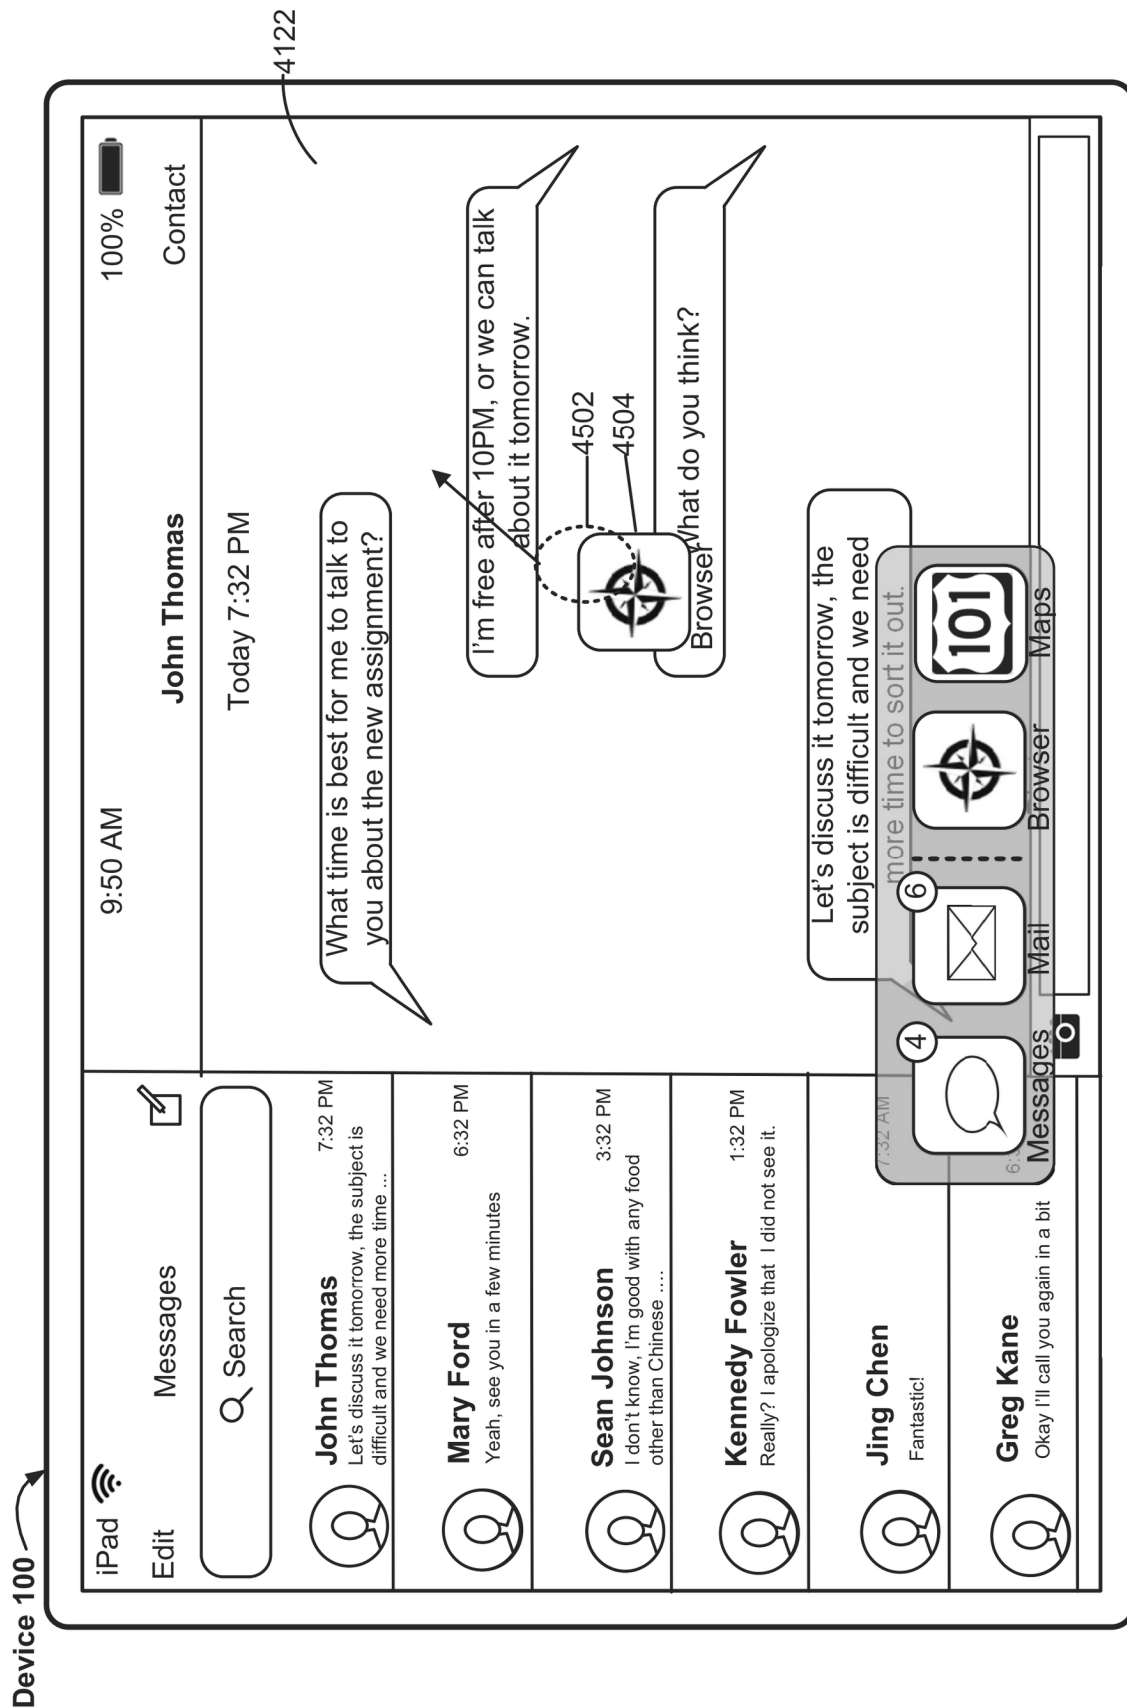 Device 100
iPad
9:50 AM
100%
Edit
Messages
John Thomas
Contact
4122
Search
Today 7:32 PM
John Thomas
7:32 PM
Let's discuss it tomorrow, the subject is
difficult and we need more time ...
Mary Ford
6:32 PM
Yeah, see you in a few minutes
Sean Johnson
3:32 PM
I don't know, I'm good with any food
other than Chinese ....
Kennedy Fowler
1:32 PM
Really? I apologize that I did not see it.
Jing Chen
7:32 AM
Fantastic!
Greg Kane
Okay I'll call you again in a bit
What time is best for me to talk to
you about the new assignment?
I'm free after 10PM, or we can talk
about it tomorrow.
4502
4504
What do you think?
Browser
Let's discuss it tomorrow, the
subject is difficult and we need
more time to sort it out.
4
6
101
Messages
Mail
Browser
Maps